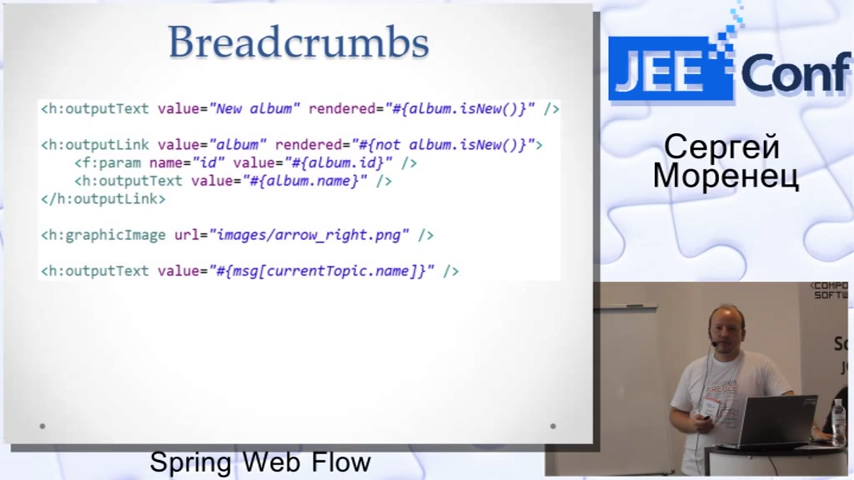 Breadcrumbs
<h:outputText value="New album" rendered="#{album.isNew()}" />
<h:outputLink value="album" rendered="#{not album.isNew()}">
<f:param name="id" value="#{album.id}" />
<h:outputText value="#{album.name}" />
</h:outputLink>
<h:graphicImage url="images/arrow_right.png" />
<h:outputText value="#{msg[currentTopic.name]}" />
JEE Conf
Сергей
Моренец
Spring Web Flow